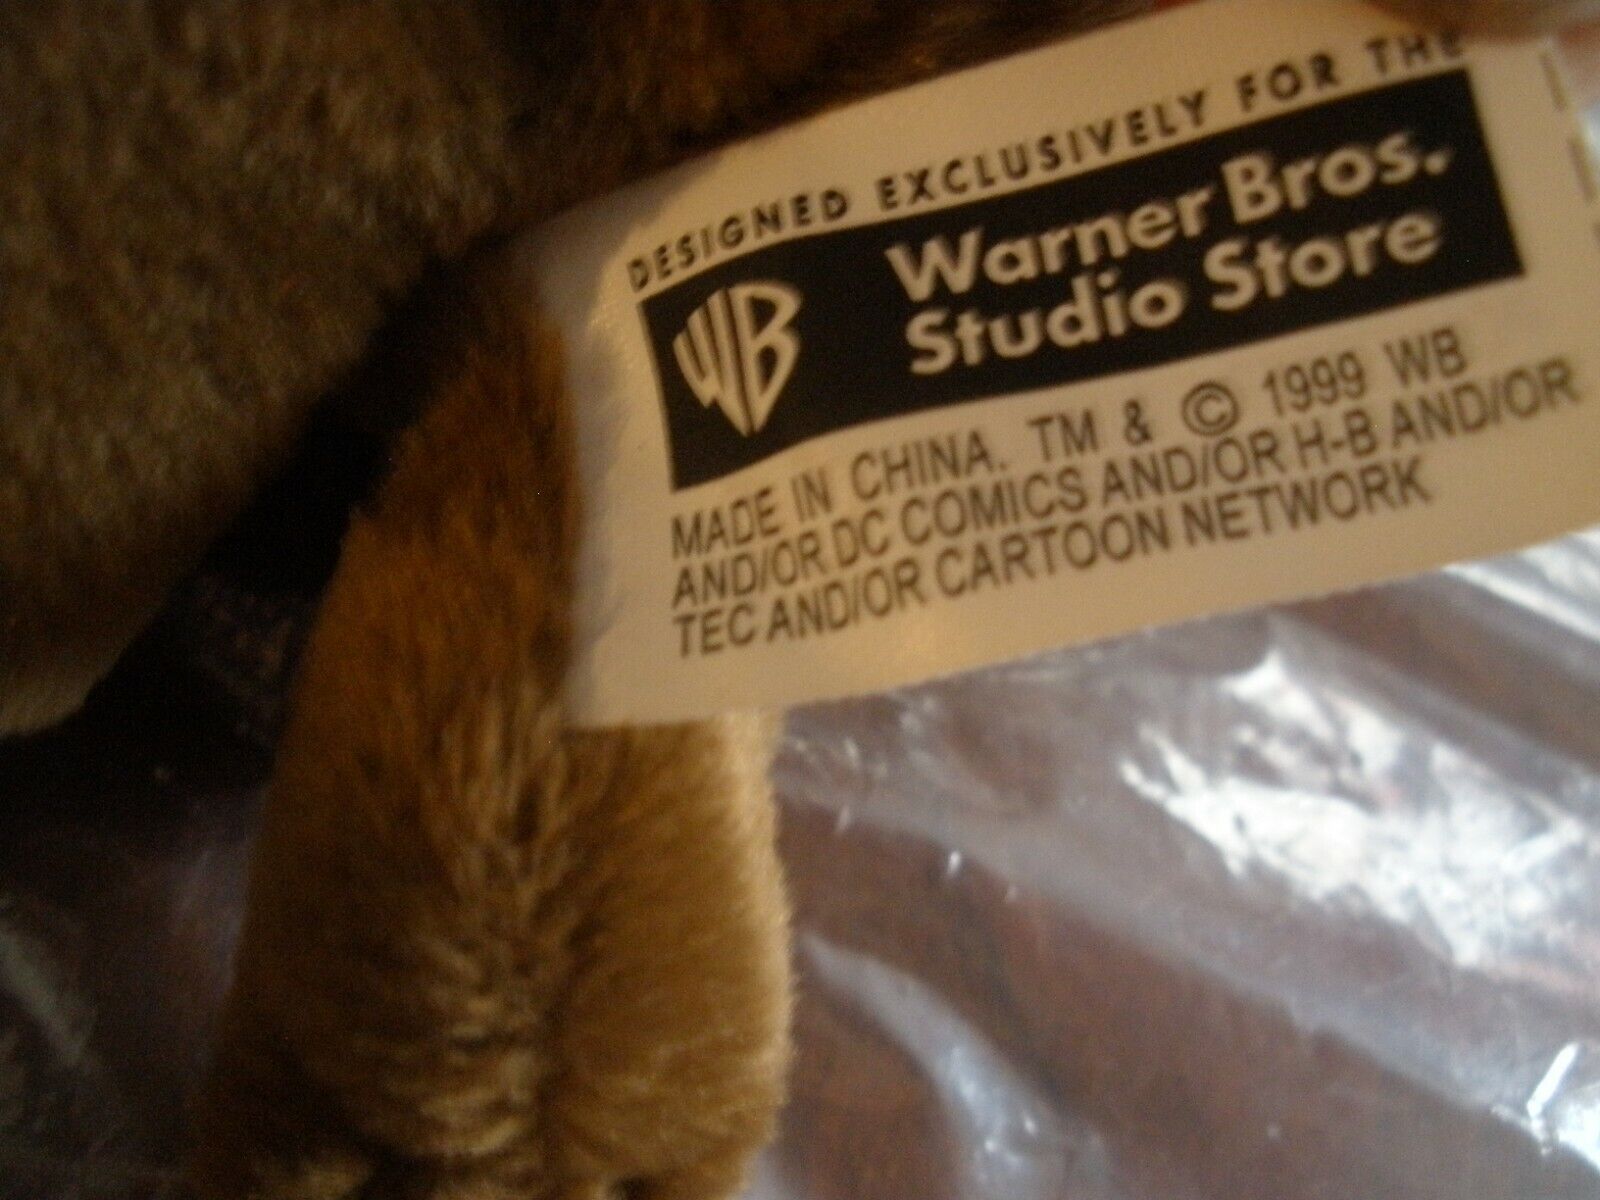 DESIGNED EXCLUSIVELY FOR THE
WB Warner Bros.
Studio Store
MADE IN CHINA. TM & © 1999 WB
AND/OR DC COMICS AND/OR H-B AND/OR
TEC AND/OR CARTOON NETWORK